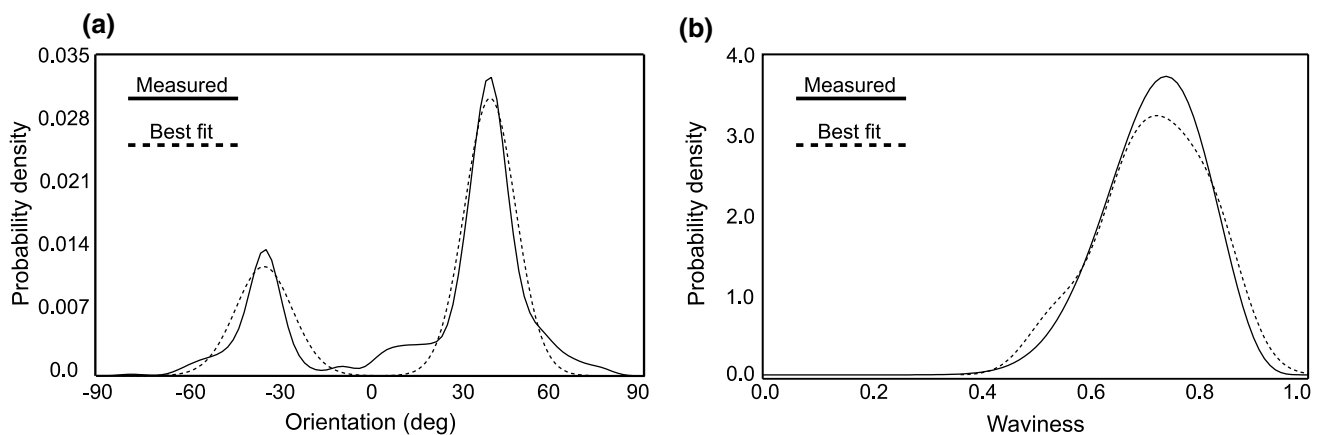 (a)
Probability density
0.035
0.028
0.021
0.014
0.007
0.0
Measured
Best fit
-90
-60
-30
0
30
60
90
Orientation (deg)
(b)
Probability density
4.0
3.0
2.0
1.0
0.0
Measured
Best fit
0.0
0.2
0.4
0.6
0.8
1.0
Waviness